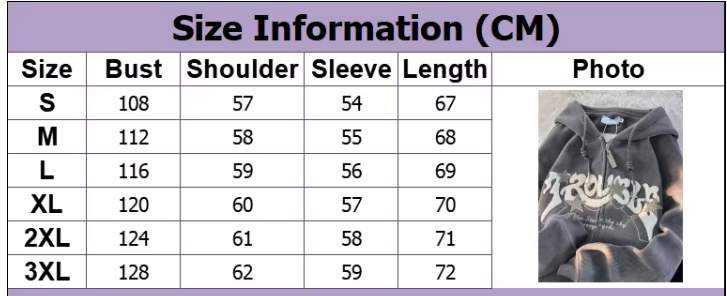 Size Information (CM)
Size Bust Shoulder Sleeve Length Photo
S 108 57 54 67
M 112 58 55 68
L 116 59 56 69
XL 120 60 57 70
2XL 124 61 58 71
3XL 128 62 59 72
TROUBLE